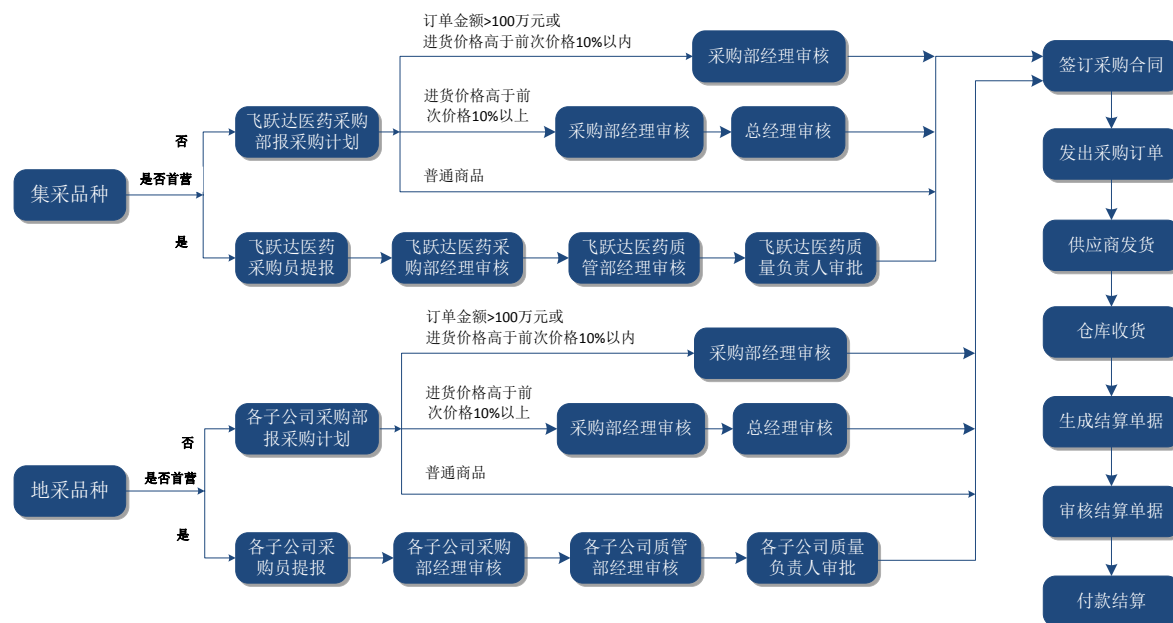 订单金额>100万元或
进货价格高于前次价格10%以内
采购部经理审核
签订采购合同
进货价格高于前
次价格10%以上
飞跃达医药采购
部报采购计划
采购部经理审核
总经理审核
否
发出采购订单
普通商品
是否首营
集采品种
是
飞跃达医药
采购员提报
飞跃达医药采
购部经理审核
飞跃达医药质
管部经理审核
飞跃达医药质
量负责人审批
供应商发货
订单金额>100万元或
进货价格高于前次价格10%以内
仓库收货
采购部经理审核
进货价格高于前
次价格10%以上
各子公司采购部
报采购计划
采购部经理审核
总经理审核
生成结算单据
否
普通商品
是否首营
地采品种
审核结算单据
是
各子公司采
购员提报
各子公司采购
部经理审核
各子公司质管
部经理审核
各子公司质量
负责人审批
付款结算